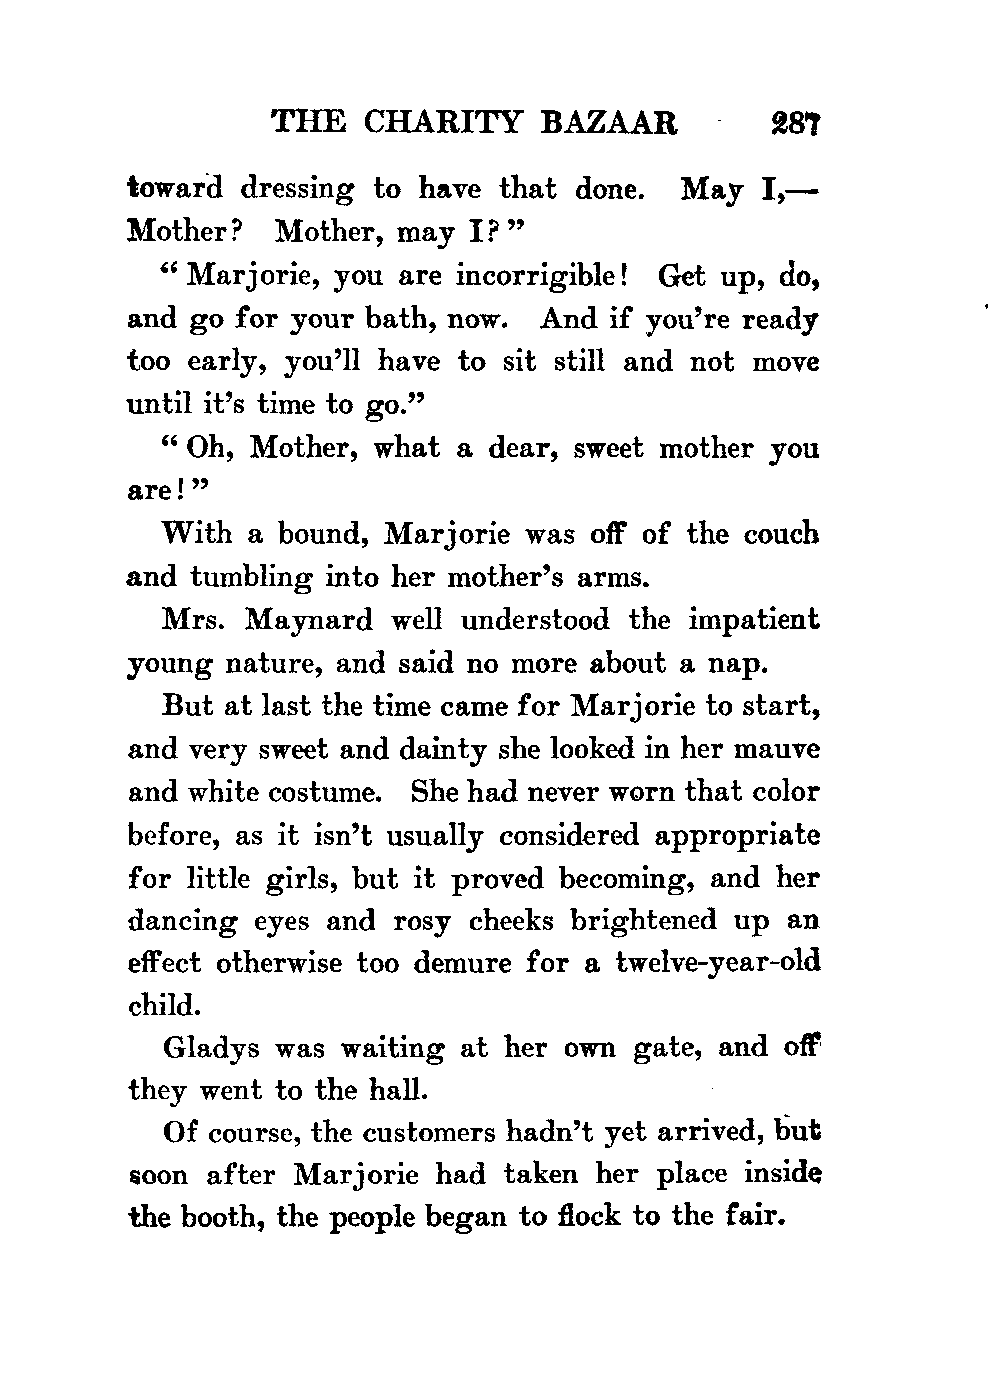 THE CHARITY BAZAAR 287
toward dressing to have that done. May I,—
Mother? Mother, may I?"
"Marjorie, you are incorrigible! Get up, do,
and go for your bath, now. And if you're ready
too early, you'll have to sit still and not move
until it's time to go."
"Oh, Mother, what a dear, sweet mother you
are!"
With a bound, Marjorie was off of the couch
and tumbling into her mother's arms.
Mrs. Maynard well understood the impatient
young nature, and said no more about a nap.
But at last the time came for Marjorie to start,
and very sweet and dainty she looked in her mauve
and white costume. She had never worn that color
before, as it isn't usually considered appropriate
for little girls, but it proved becoming, and her
dancing eyes and rosy cheeks brightened up an
effect otherwise too demure for a twelve-year-old
child.
Gladys was waiting at her own gate, and off
they went to the hall.
Of course, the customers hadn't yet arrived, but
soon after Marjorie had taken her place inside
the booth, the people began to flock to the fair.